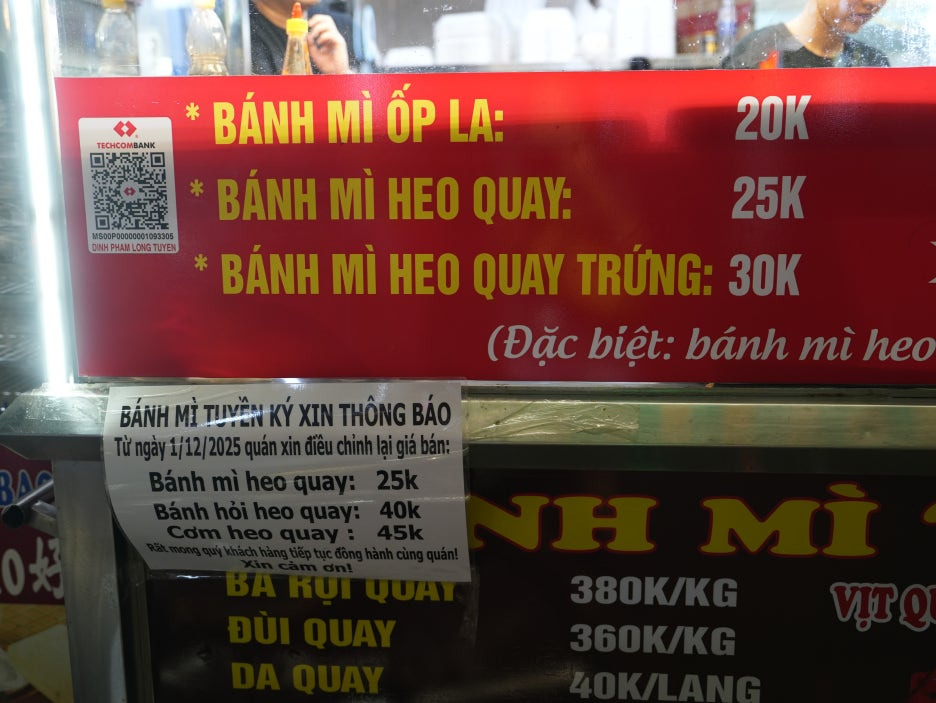 * BÁNH MÌ ỐP LA: 20K
TECHCOMBANK
* BÁNH MÌ HEO QUAY: 25K
MS00P00000001093305
DINH PHAM LONG TUYEN
* BÁNH MÌ HEO QUAY TRỨNG: 30K
(Đặc biệt: bánh mì heo
BÁNH MÌ TUYỀN KÝ XIN THÔNG BÁO
Từ ngày 1/12/2025 quán xin điều chỉnh lại giá bán:
Bánh mì heo quay: 25k
Bánh hỏi heo quay: 40k
Cơm heo quay : 45k
Rất mong quý khách hàng tiếp tục đồng hành cùng quán!
Xin cảm ơn!
NH MÌ
BA RỌI QUAY 380K/KG
VỊT QU
ĐÙI QUAY 360K/KG
DA QUAY 40K/LANG
好